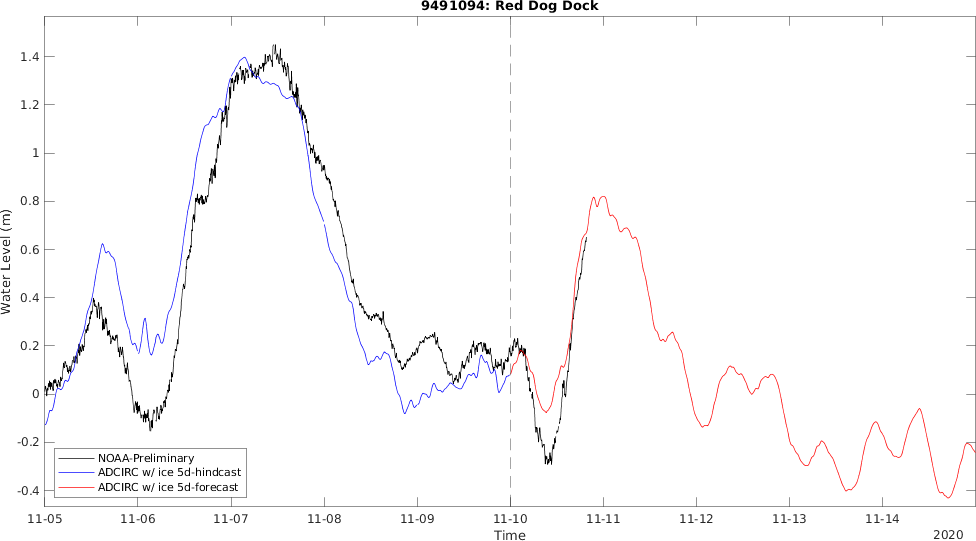 9491094: Red Dog Dock
Water Level (m)
1.4
1.2
1
0.8
0.6
0.4
0.2
0
-0.2
-0.4
NOAA-Preliminary
ADCIRC w/ ice 5d-hindcast
ADCIRC w/ ice 5d-forecast
11-05 11-06 11-07 11-08 11-09 11-10 11-11 11-12 11-13 11-14
Time
2020